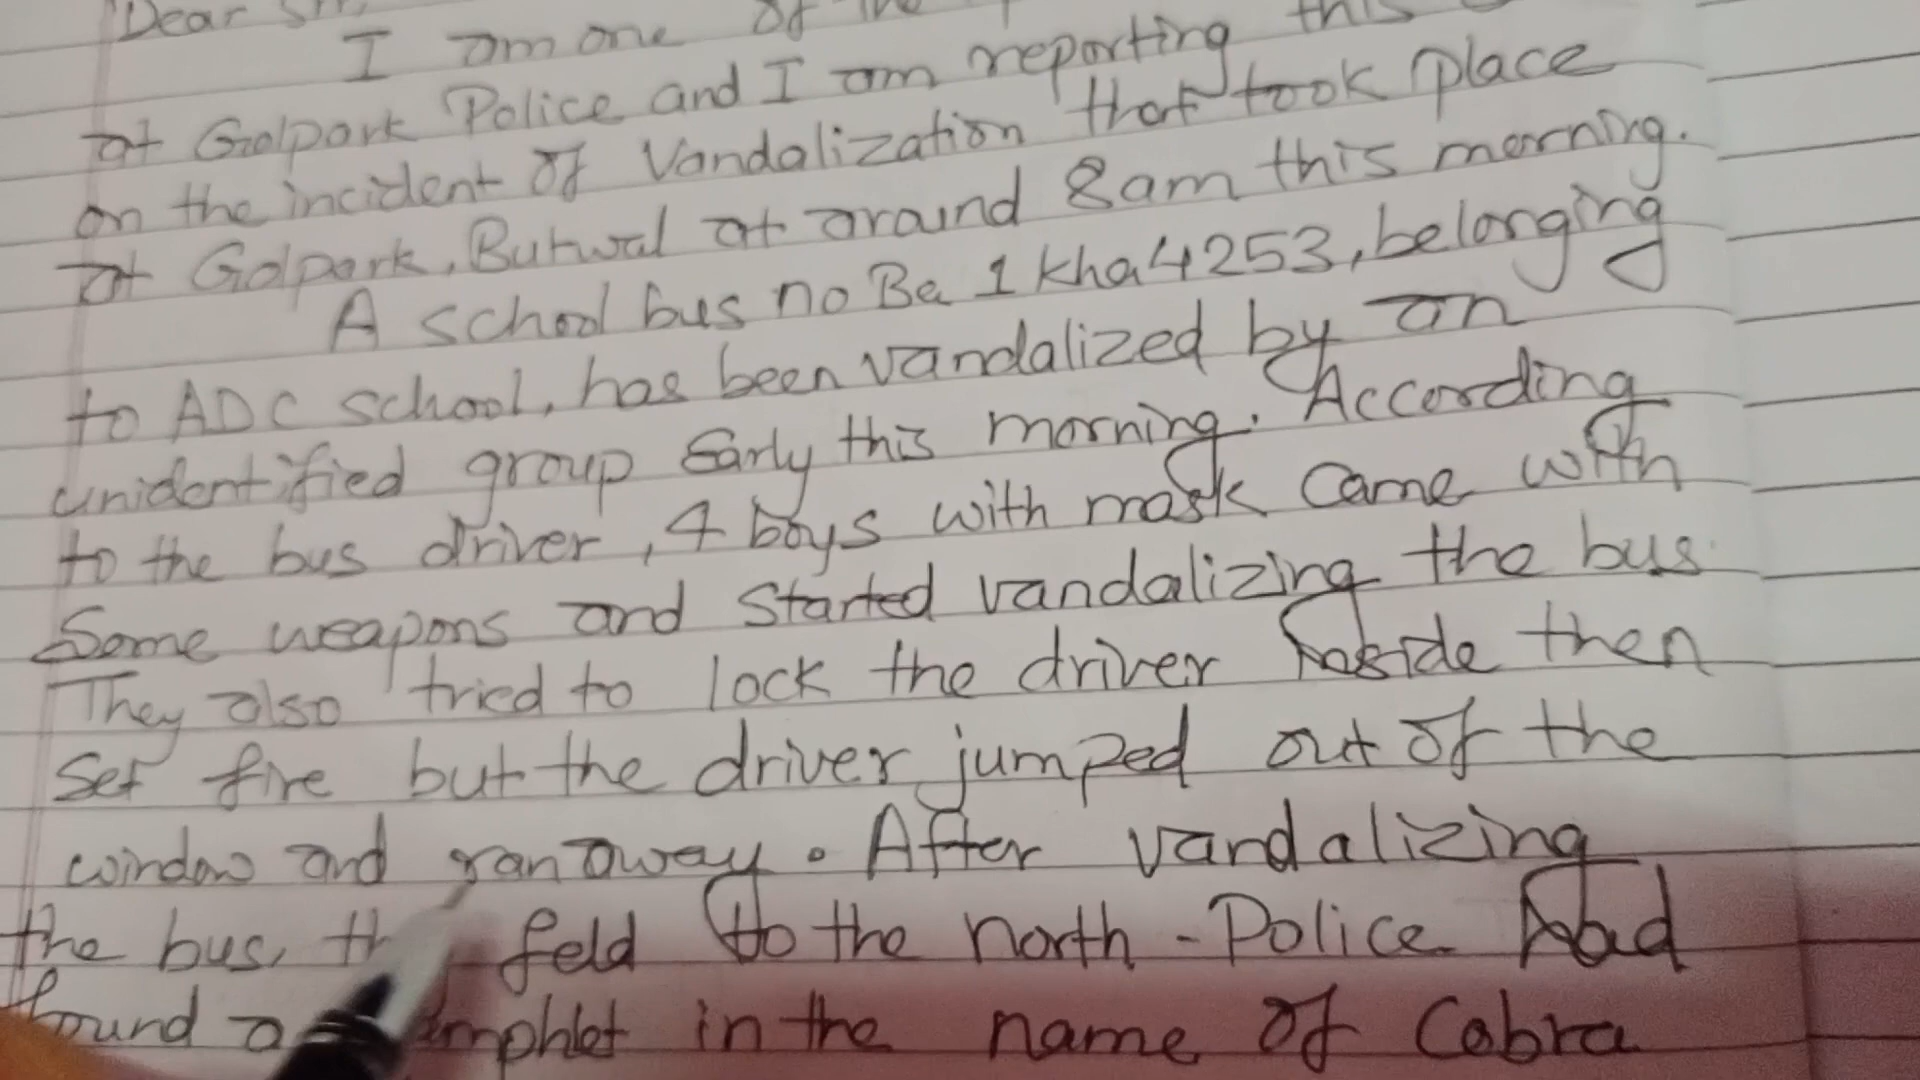 Dear Sir,
I am one of the
at Golpark Police and I am reporting this
on the incident of Vandalization that took place
at Golpark, Butwal at around 8am this morning.
A school bus no Ba 1 Kha 4253, belonging
to ADC school, has been vandalized by an
unidentified group Early this morning. According
to the bus driver, 4 boys with mask came with
Some weapons and started vandalizing the bus.
They also tried to lock the driver then
Set fire but the driver jumped out of the
window and ran away. After vandalizing
the bus, feld to the north - Police had
found a in the name of Cobra